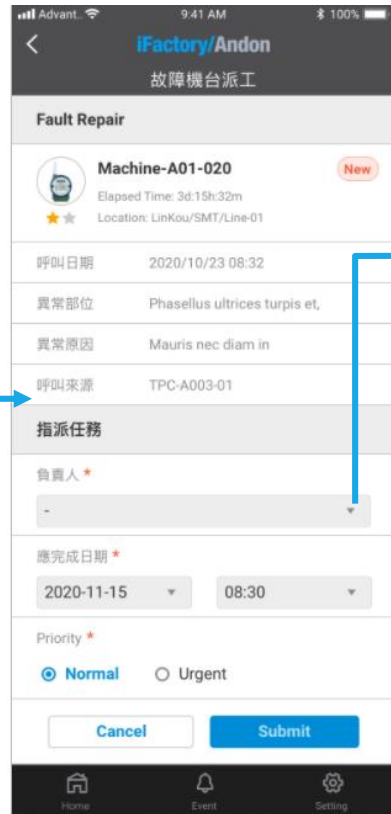 Advant.. 9:41 AM 100%
iFactory/Andon
故障機台派工
Fault Repair
Machine-A01-020 New
Elapsed Time: 3d:15h:32m
Location: LinKou/SMT/Line-01
呼叫日期 2020/10/23 08:32
異常部位 Phasellus ultrices turpis et,
異常原因 Mauris nec diam in
呼叫來源 TPC-A003-01
指派任務
負責人 *
-
應完成日期 *
2020-11-15 08:30
Priority *
Normal Urgent
Cancel Submit
Home Event Setting